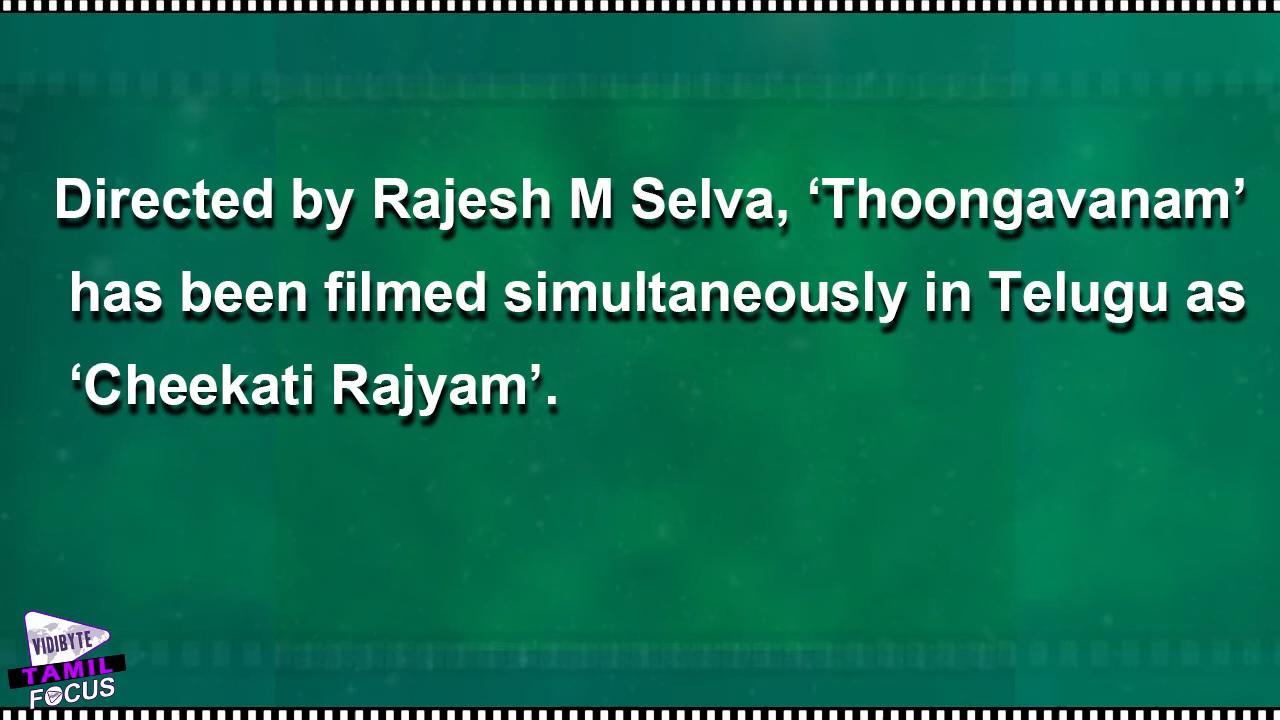 Directed by Rajesh M Selva, ‘Thoongavanam’
has been filmed simultaneously in Telugu as
‘Cheekati Rajyam’.
VIDIBYTE
TAMIL
FOCUS